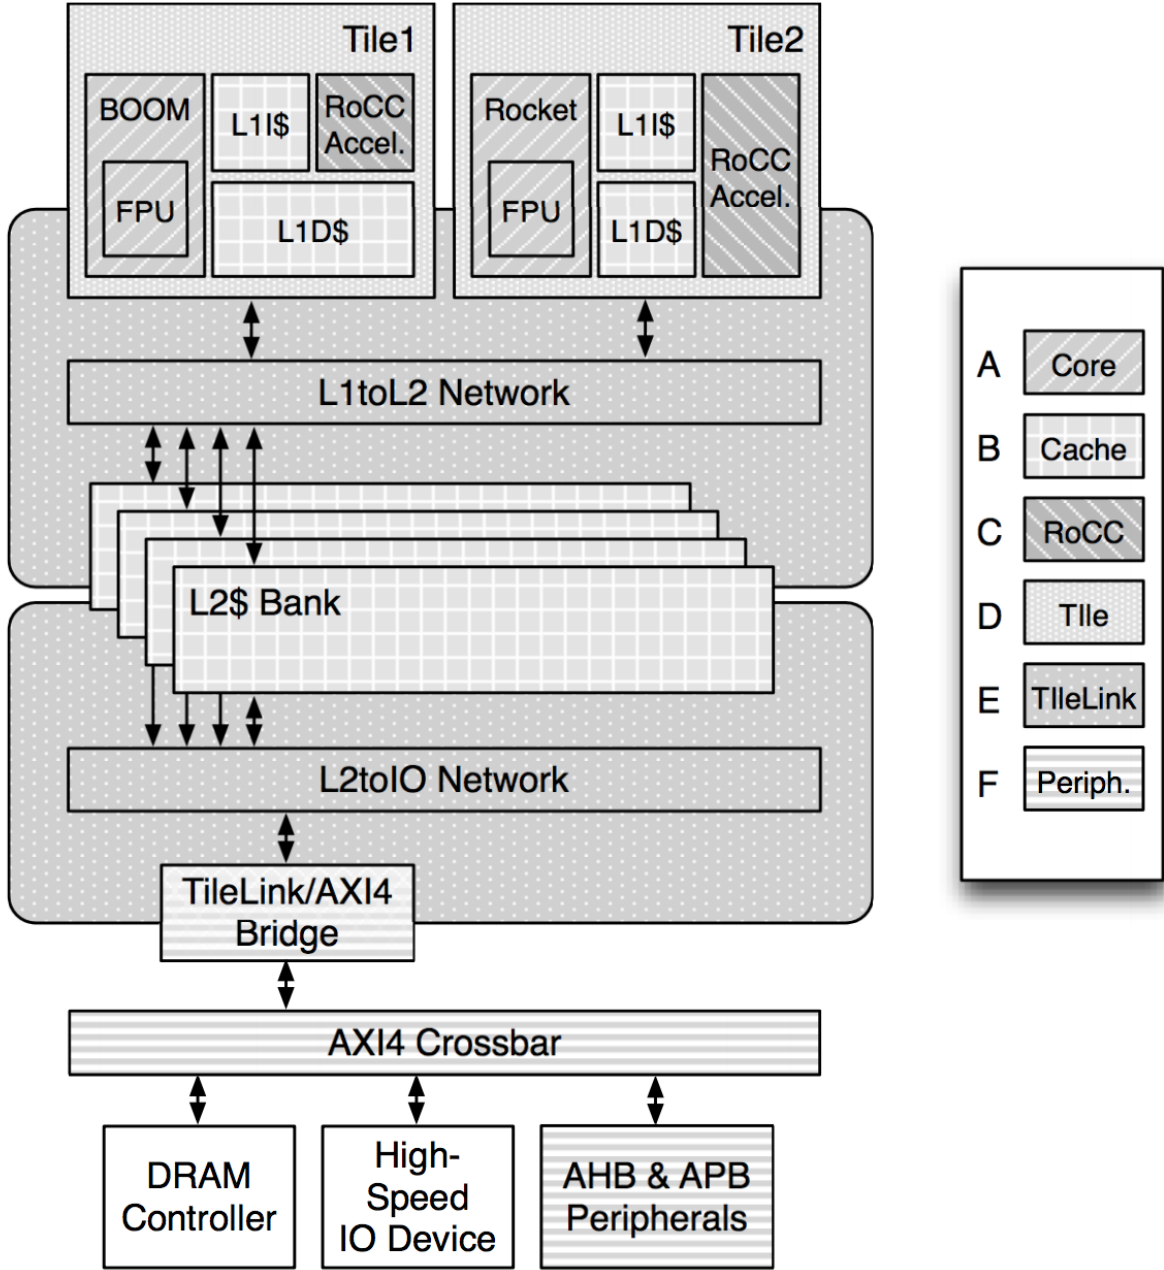 Tile1
BOOM
FPU
L1I$
RoCC
Accel.
L1D$
Tile2
Rocket
FPU
L1I$
L1D$
RoCC
Accel.
L1toL2 Network
L2$ Bank
L2toIO Network
TileLink/AXI4
Bridge
AXI4 Crossbar
DRAM
Controller
High-
Speed
IO Device
AHB & APB
Peripherals
A Core
B Cache
C RoCC
D TIle
E TIleLink
F Periph.